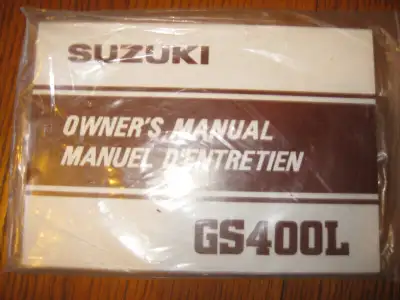 SUZUKI
OWNER'S MANUAL
MANUEL D'ENTRETIEN
GS400L